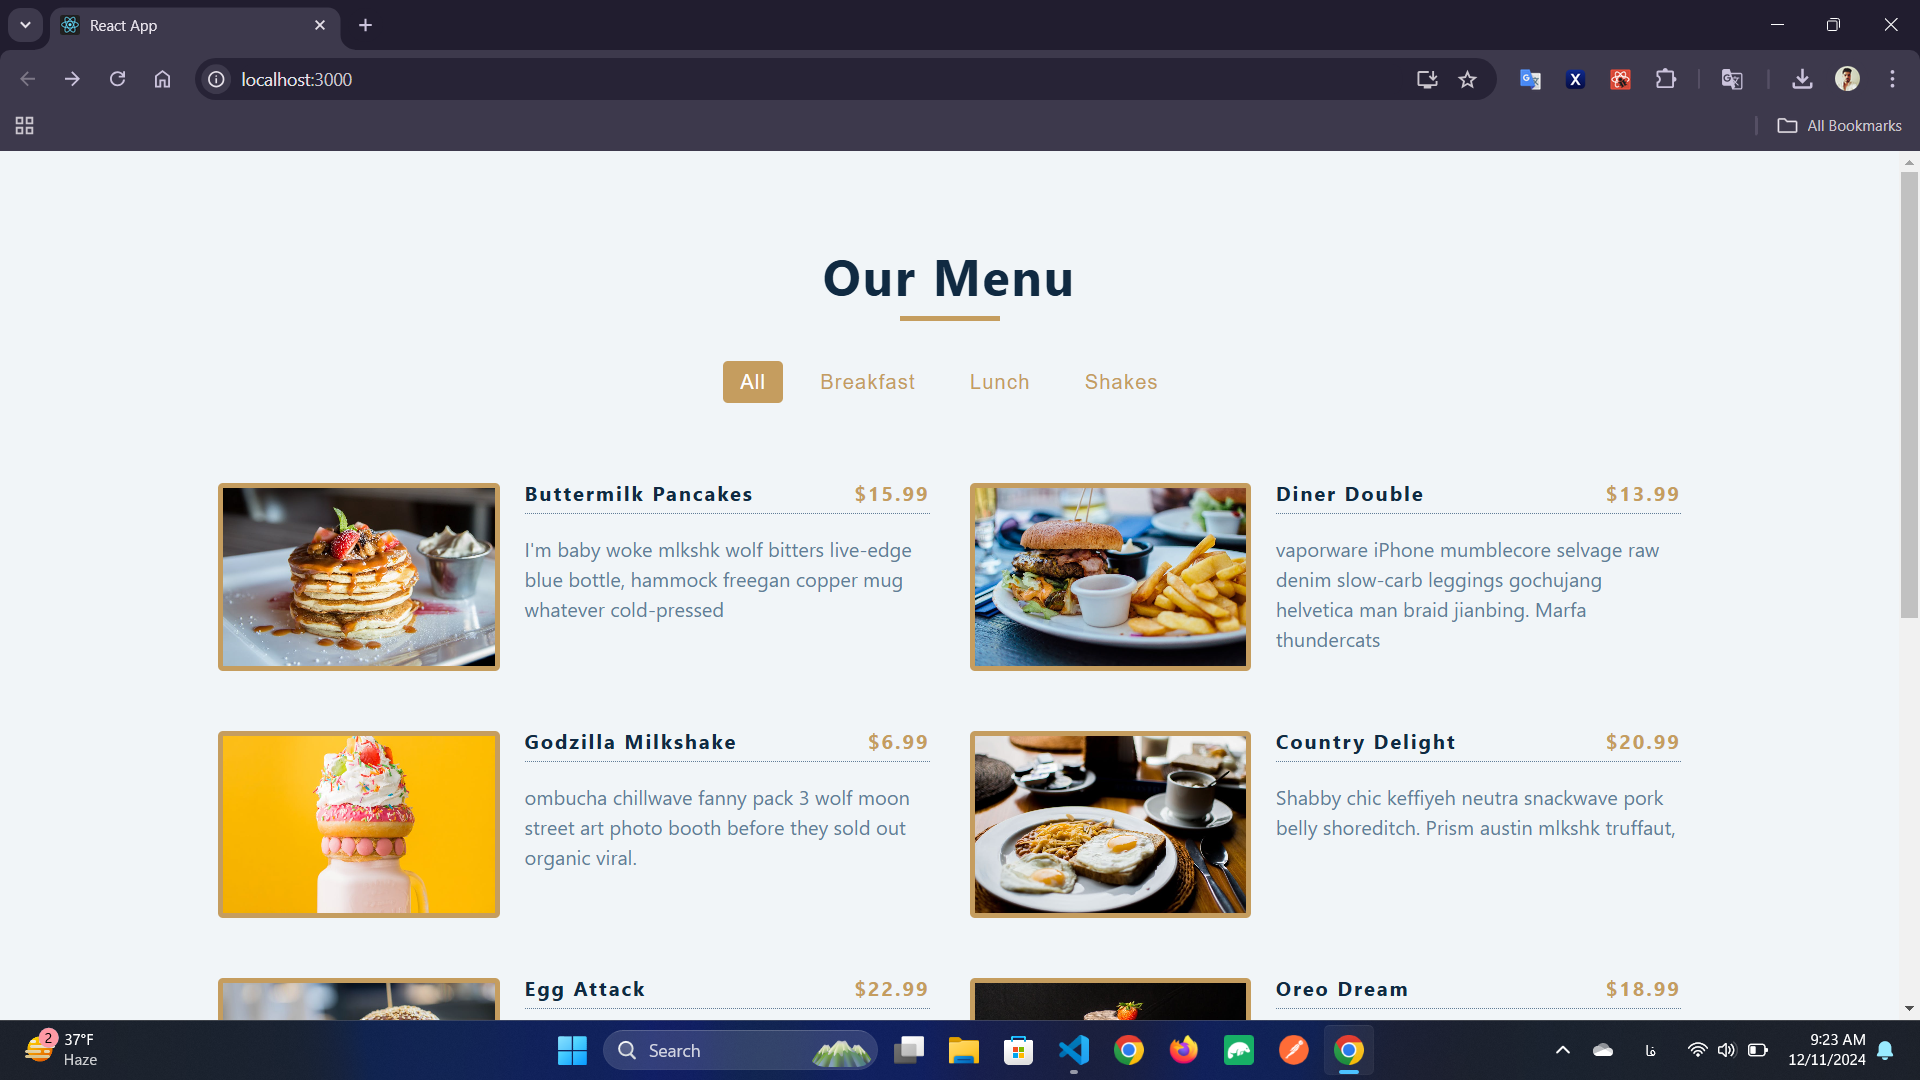 React App
localhost:3000
All Bookmarks
Our Menu
All Breakfast Lunch Shakes
Buttermilk Pancakes $15.99
I'm baby woke mlkshk wolf bitters live-edge
blue bottle, hammock freegan copper mug
whatever cold-pressed
Diner Double $13.99
vaporware iPhone mumblecore selvage raw
denim slow-carb leggings gochujang
helvetica man braid jianbing. Marfa
thundercats
Godzilla Milkshake $6.99
ombucha chillwave fanny pack 3 wolf moon
street art photo booth before they sold out
organic viral.
Country Delight $20.99
Shabby chic keffiyeh neutra snackwave pork
belly shoreditch. Prism austin mlkshk truffaut,
Egg Attack $22.99
Oreo Dream $18.99
2
37°F
Haze
Search
فا
9:23 AM
12/11/2024